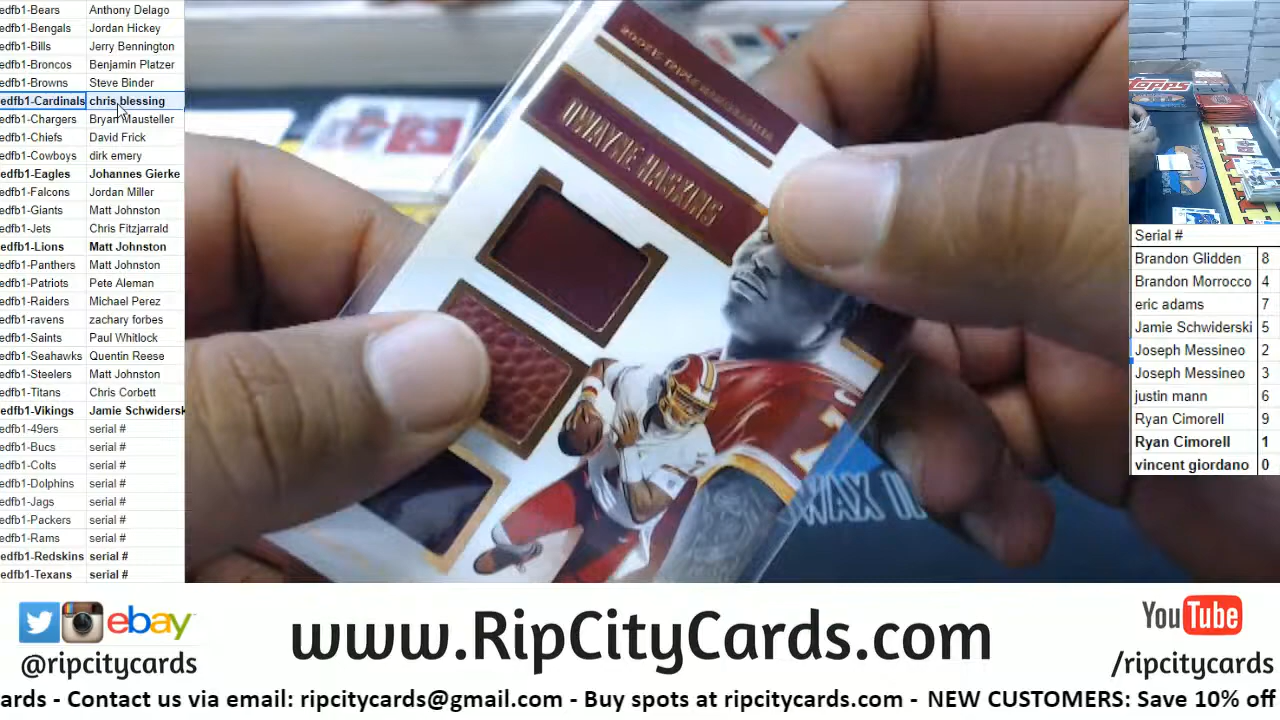 edfb1-Bears Anthony Delago
edfb1-Bengals Jordan Hickey
edfb1-Bills Jerry Bennington
edfb1-Broncos Benjamin Platzer
edfb1-Browns Steve Binder
edfb1-Cardinals chris blessing
edfb1-Chargers Bryan Mausteller
edfb1-Chiefs David Frick
edfb1-Cowboys dirk emery
edfb1-Eagles Johannes Gierke
edfb1-Falcons Jordan Miller
edfb1-Giants Matt Johnston
edfb1-Jets Chris Fitzjarrald
edfb1-Lions Matt Johnston
edfb1-Panthers Matt Johnston
edfb1-Patriots Pete Aleman
edfb1-Raiders Michael Perez
edfb1-ravens zachary forbes
edfb1-Saints Paul Whitlock
edfb1-Seahawks Quentin Reese
edfb1-Steelers Matt Johnston
edfb1-Titans Chris Corbett
edfb1-Vikings Jamie Schwidersk
edfb1-49ers serial #
edfb1-Bucs serial #
edfb1-Colts serial #
edfb1-Dolphins serial #
edfb1-Jags serial #
edfb1-Packers serial #
edfb1-Rams serial #
edfb1-Redskins serial #
edfb1-Texans serial #
DWAYNE HASKINS
WAX
TOPPS
Serial #
Brandon Glidden 8
Brandon Morrocco 4
eric adams 7
Jamie Schwiderski 5
Joseph Messineo 2
Joseph Messineo 3
justin mann 6
Ryan Cimorell 9
Ryan Cimorell 1
vincent giordano 0
ebay
@ripcitycards
www.RipCityCards.com
YouTube
/ripcitycards
ards - Contact us via email: ripcitycards@gmail.com - Buy spots at ripcitycards.com - NEW CUSTOMERS: Save 10% off